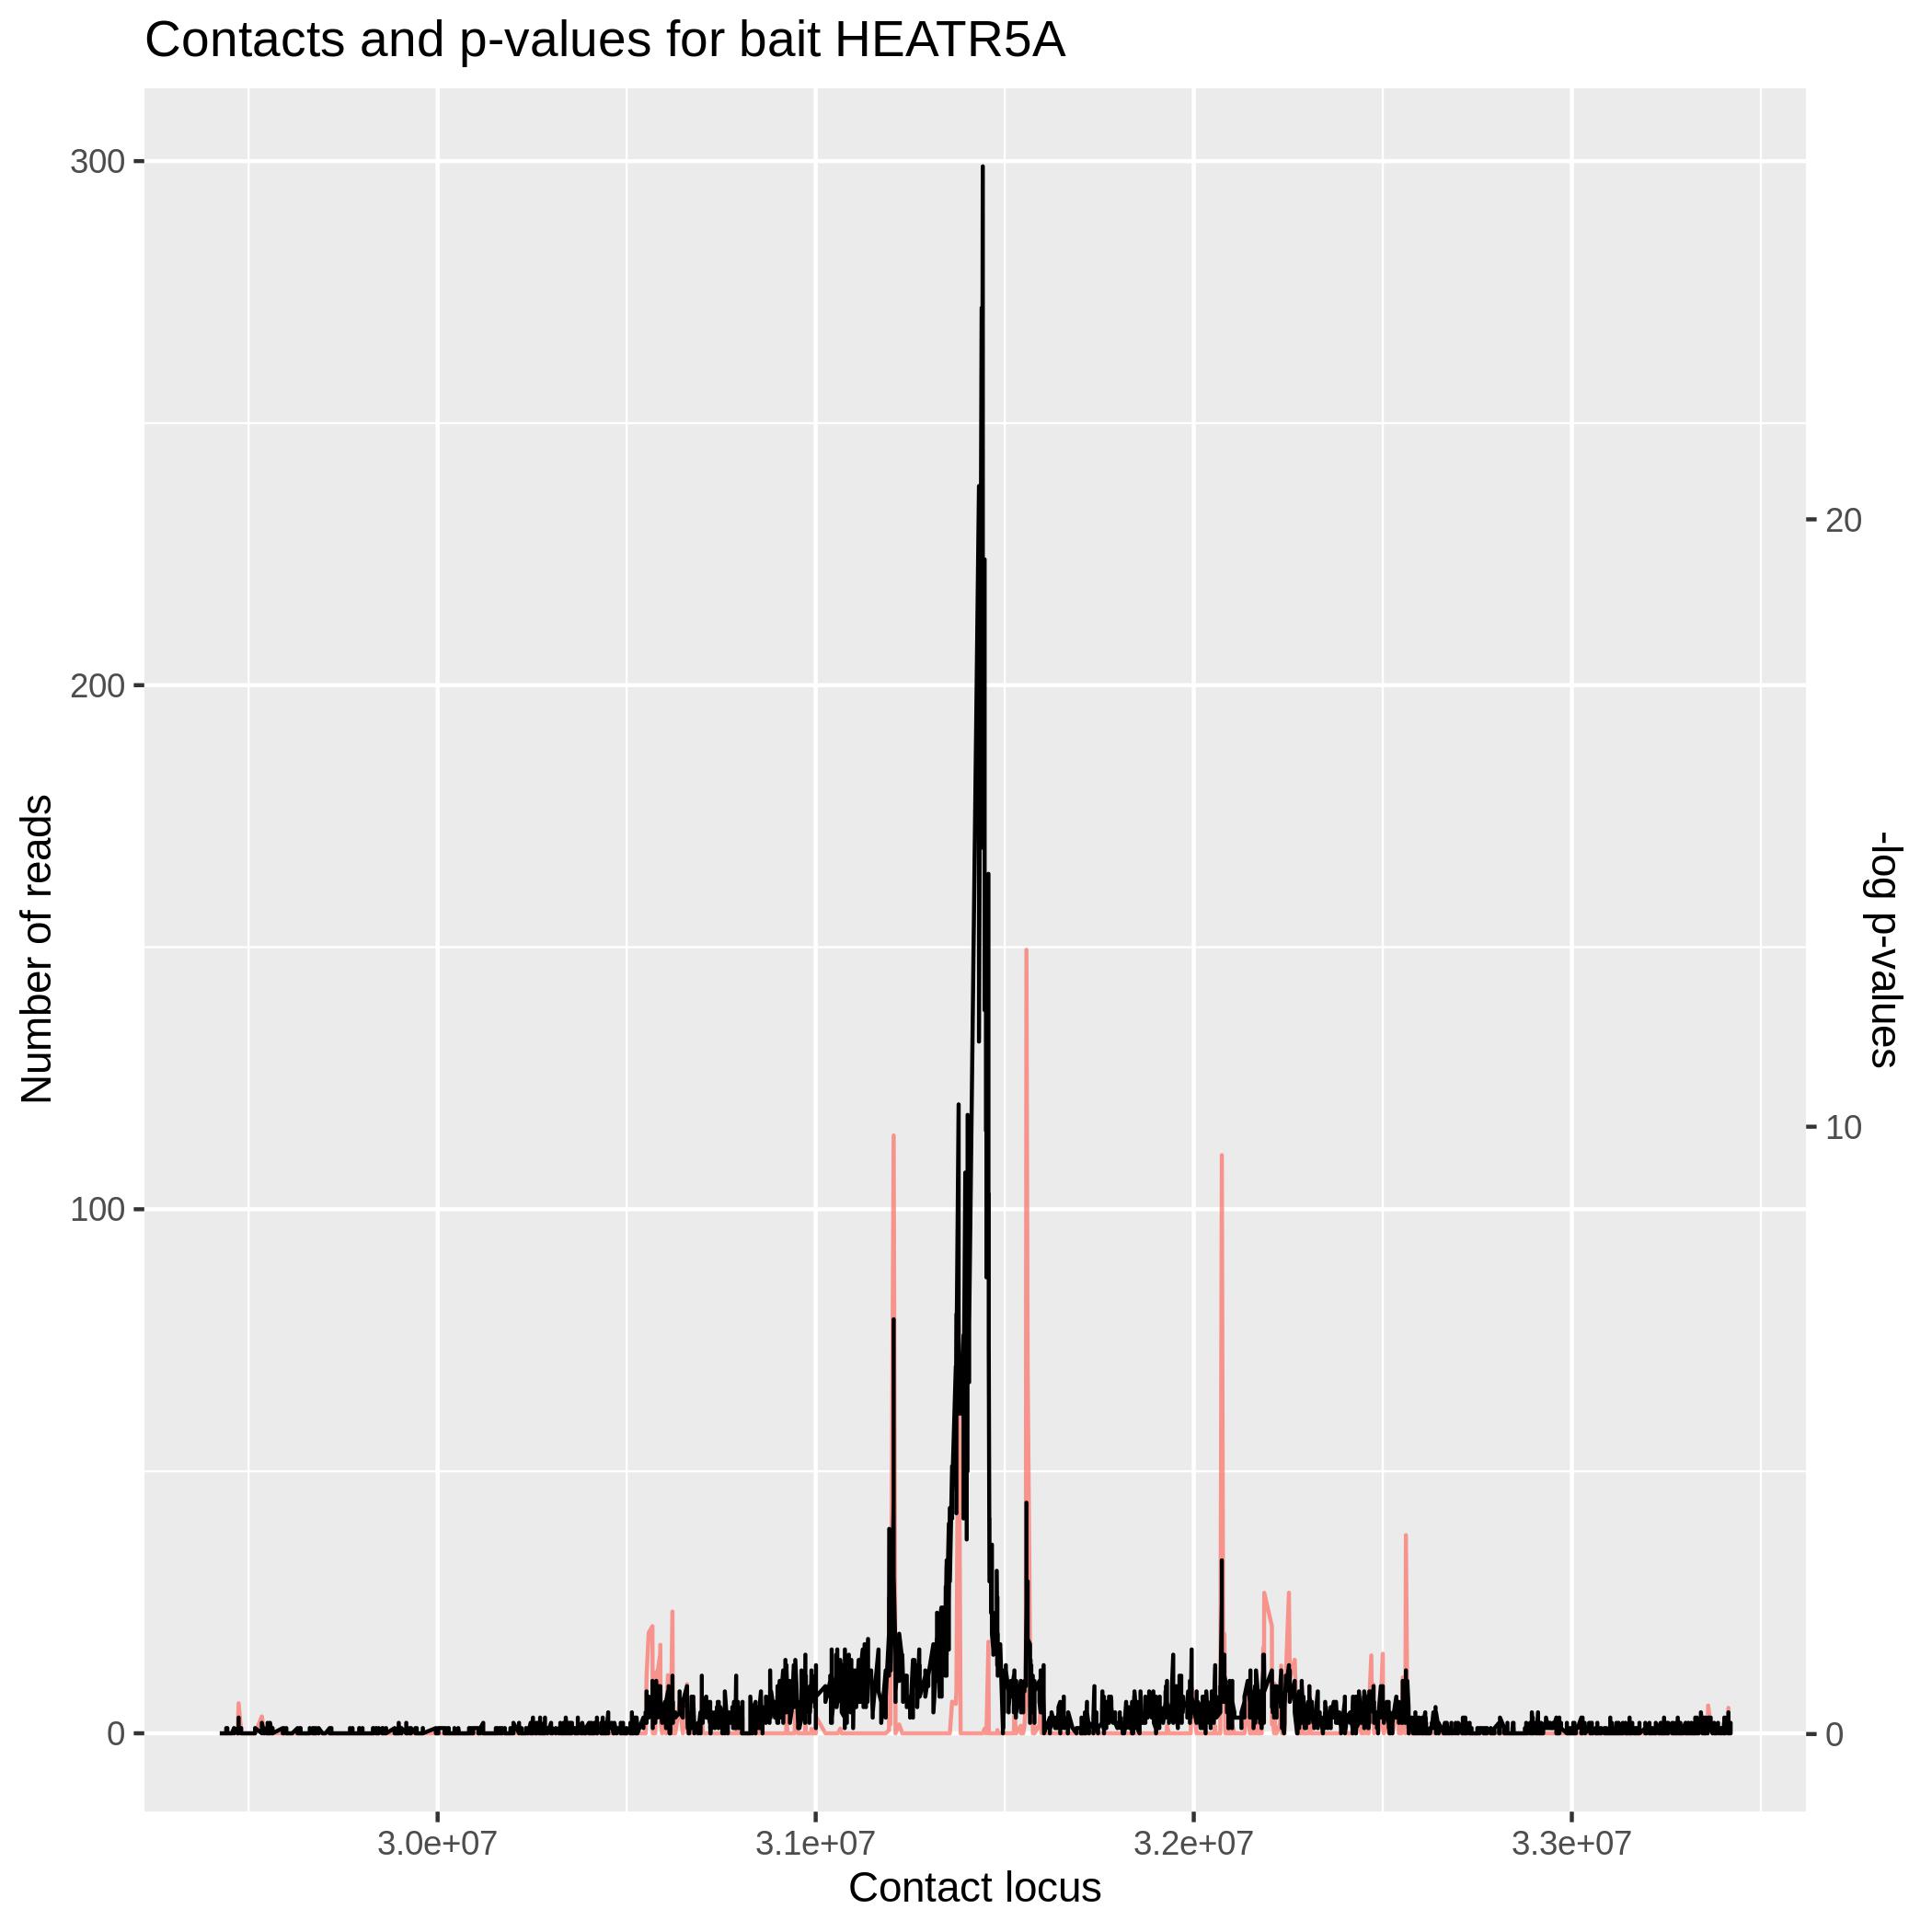 Contacts and p-values for bait HEATR5A
300
200
100
0
Number of reads
20
10
0
-log p-values
3.0e+07
3.1e+07
3.2e+07
3.3e+07
Contact locus